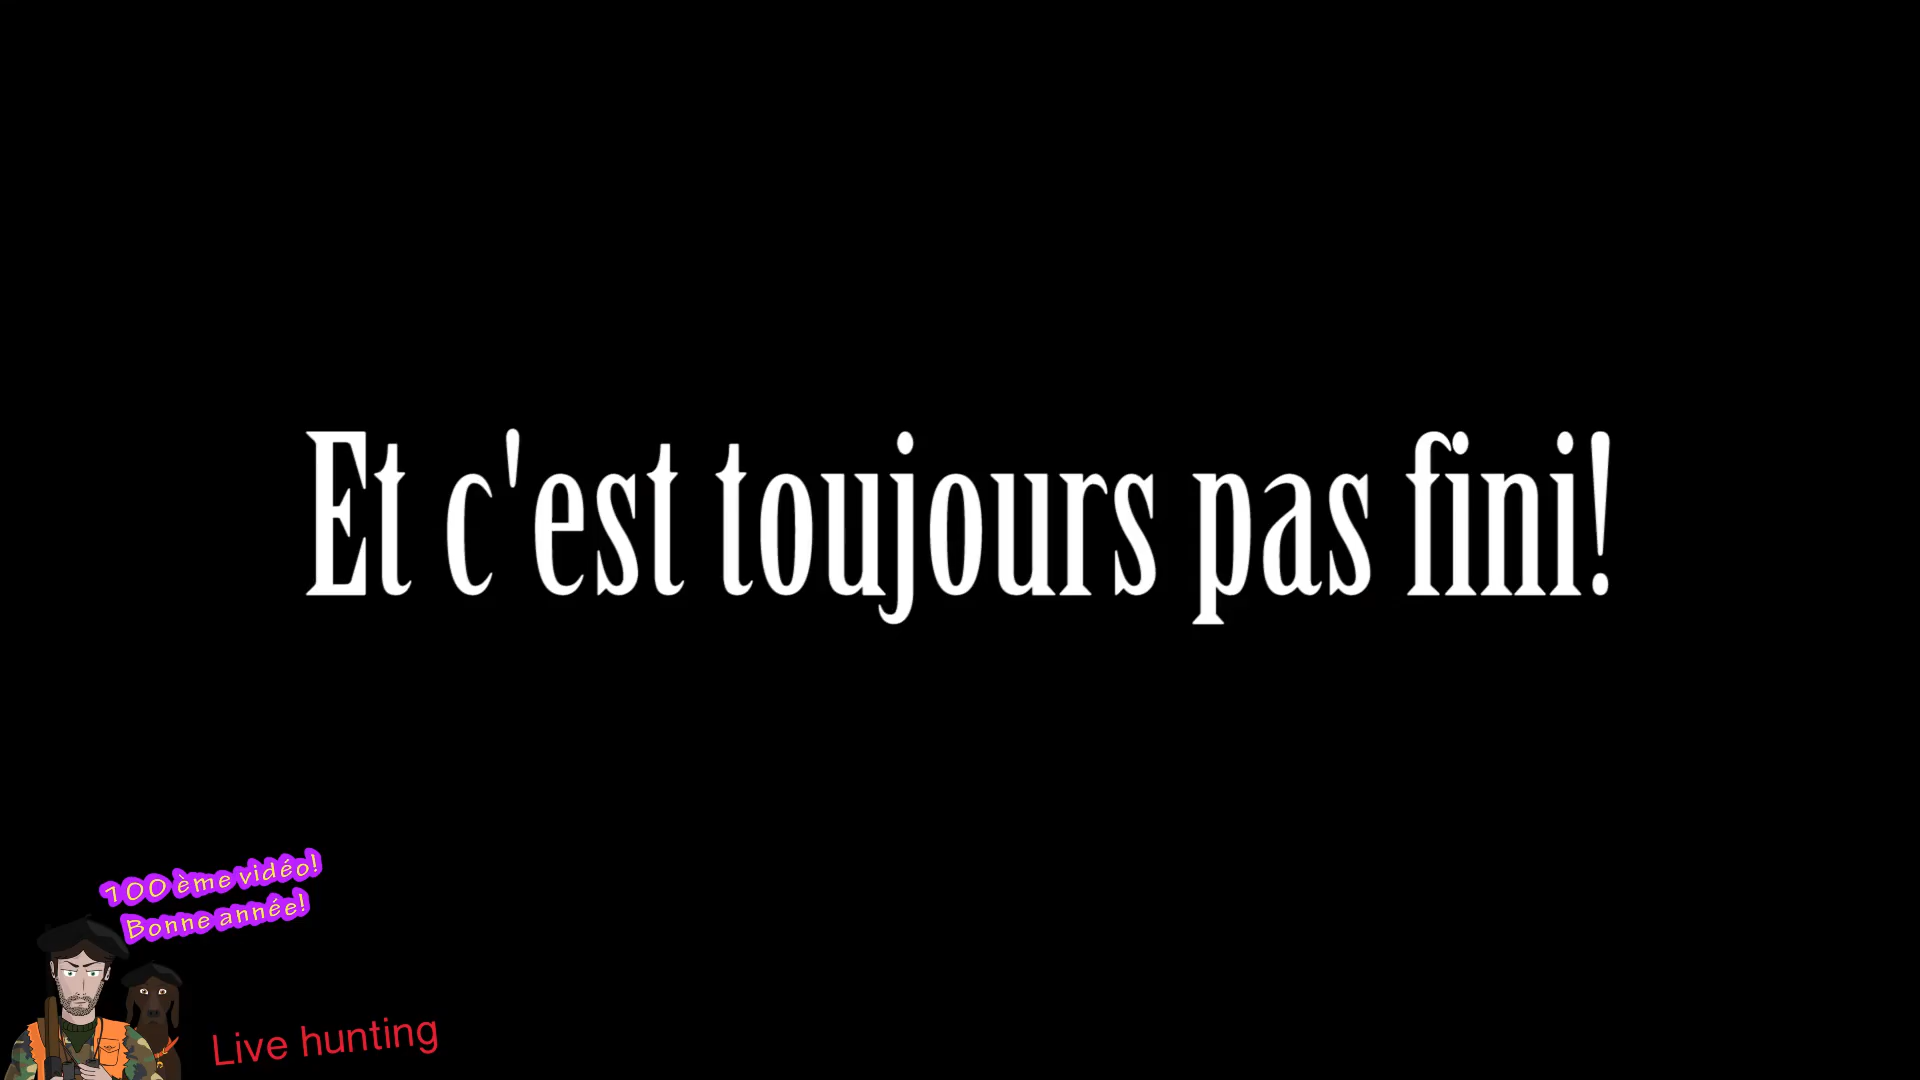 Et c'est toujours pas fini!
100 ème vidéo!
Bonne année!
Live hunting